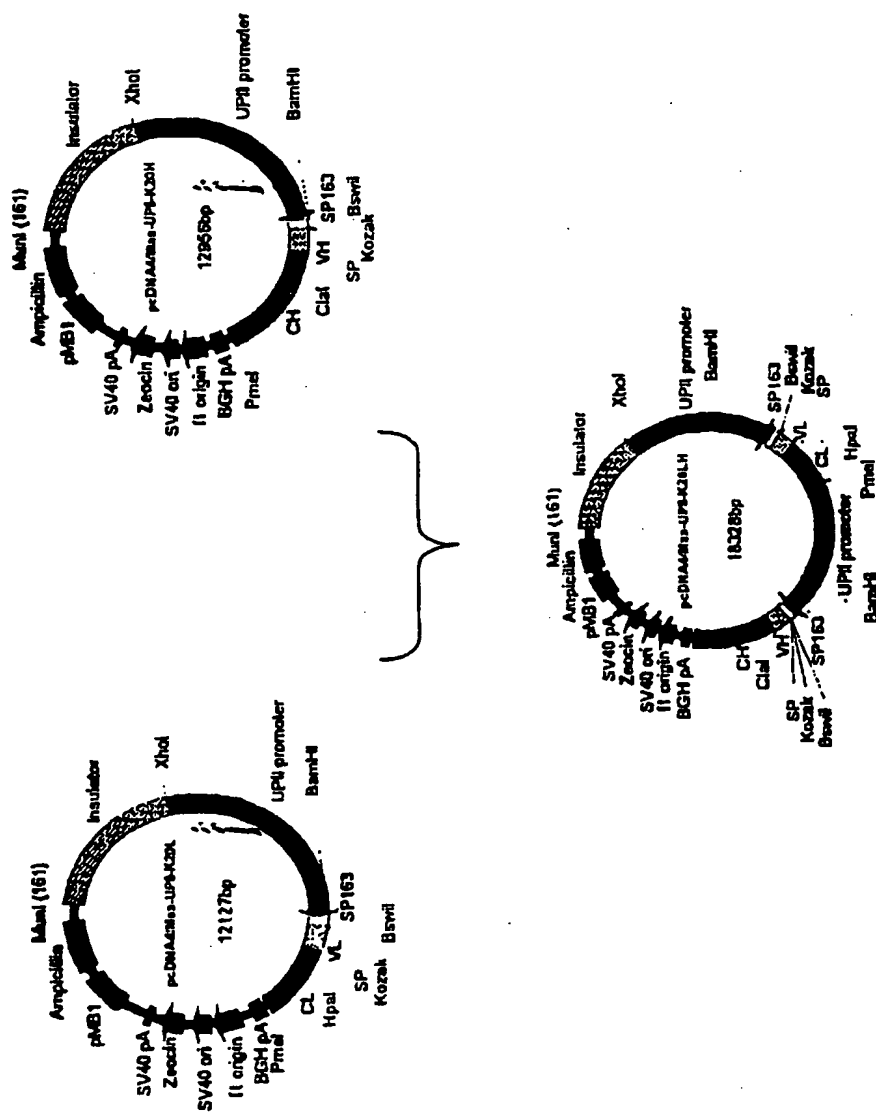 MunI (161)
Insulator
XhoI
UPII promoter
BamHI
SP163
BswiI
Kozak
SP
VH
ClaI
CH
PmeI
BGH pA
f1 origin
SV40 ori
Zeocin
SV40 pA
pMB1
Ampicillin
12956bp
MunI (161)
Insulator
XhoI
UPII promoter
BamHI
SP163
BswiI
Kozak
SP
VL
HpaI
CL
PmeI
BGH pA
f1 origin
SV40 ori
Zeocin
SV40 pA
pMB1
Ampicillin
12127bp
MunI (161)
Insulator
XhoI
UPII promoter
BamHI
SP163
BswiI
Kozak
SP
VL
CL
HpaI
PmeI
UPII promoter
BamHI
SP163
BswiI
Kozak
SP
VH
ClaI
CH
BGH pA
f1 origin
SV40 ori
Zeocin
SV40 pA
pMB1
Ampicillin
18328bp